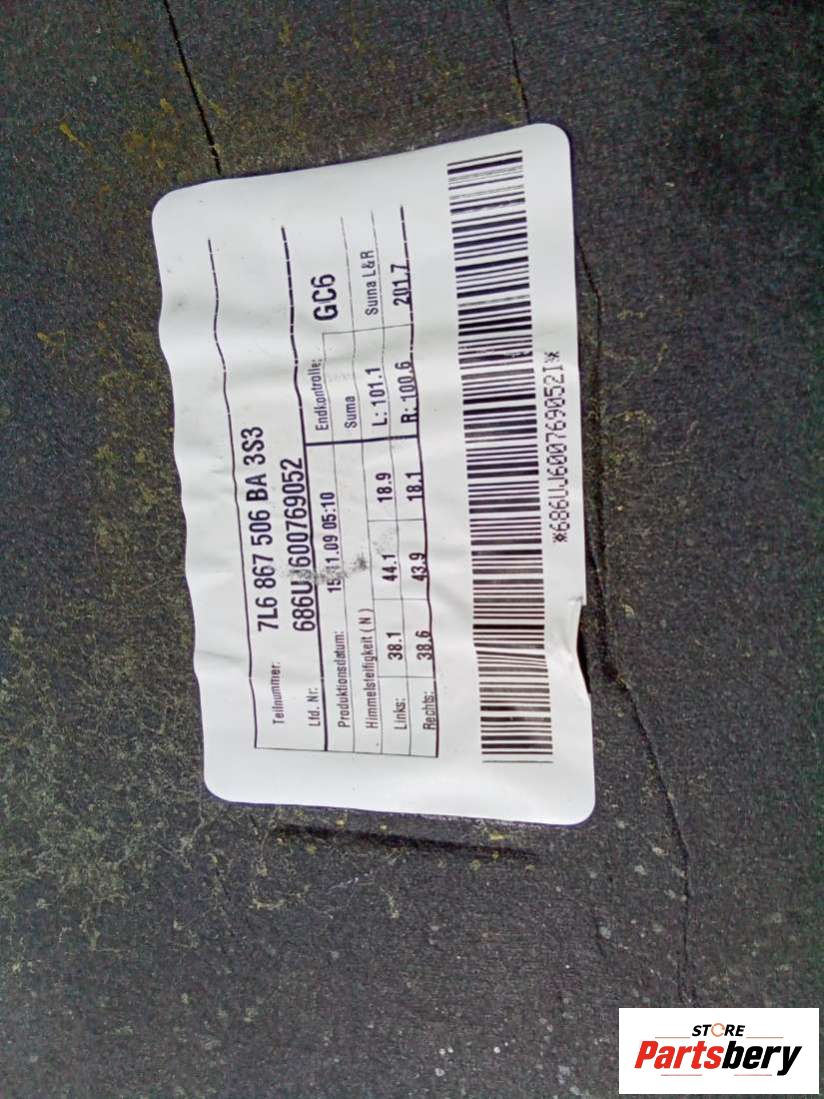 Teilnummer: 7L6 867 506 BA 3S3
Lfd. Nr: 686UJ600769052
Produktionsdatum: 15.11.09 05:10 Endkontrolle: GC6
Himmelsteifigkeit (N) Suma Suma L&R
Links: 38.1 44.1 18.9 L: 101.1
Rechts: 38.6 43.9 18.1 R: 100.6 201.7
*686UJ600769052I*
STORE
Partsbery